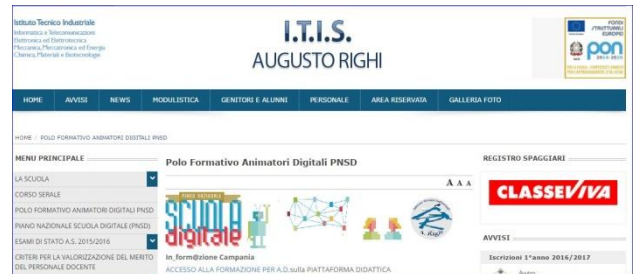 Istituto Tecnico Industriale
Informatica e Telecomunicazioni
Elettronica ed Elettrotecnica
Meccanica, Meccatronica ed Energia
Chimica, Materiali e Biotecnologie
I.T.I.S.
AUGUSTO RIGHI
FONDI
STRUTTURALI
EUROPEI
pon
2014-2020
HOME AVVISI NEWS MODULISTICA GENITORI E ALUNNI PERSONALE AREA RISERVATA GALLERIA FOTO
HOME / POLO FORMATIVO ANIMATORI DIGITALI PNSD
MENU PRINCIPALE
LA SCUOLA
CORSO SERALE
POLO FORMATIVO ANIMATORI DIGITALI PNSD
PIANO NAZIONALE SCUOLA DIGITALE (PNSD)
ESAMI DI STATO A.S. 2015/2016
CRITERI PER LA VALORIZZAZIONE DEL MERITO
DEL PERSONALE DOCENTE
Polo Formativo Animatori Digitali PNSD
A A A
PIANO NAZIONALE
SCUOLA
digitale
In_form@zione Campania
ACCESSO ALLA FORMAZIONE PER A.D.sulla PIATTAFORMA DIDATTICA
REGISTRO SPAGGIARI
CLASSEVIVA
AVVISI
Iscrizioni 1°anno 2016/2017